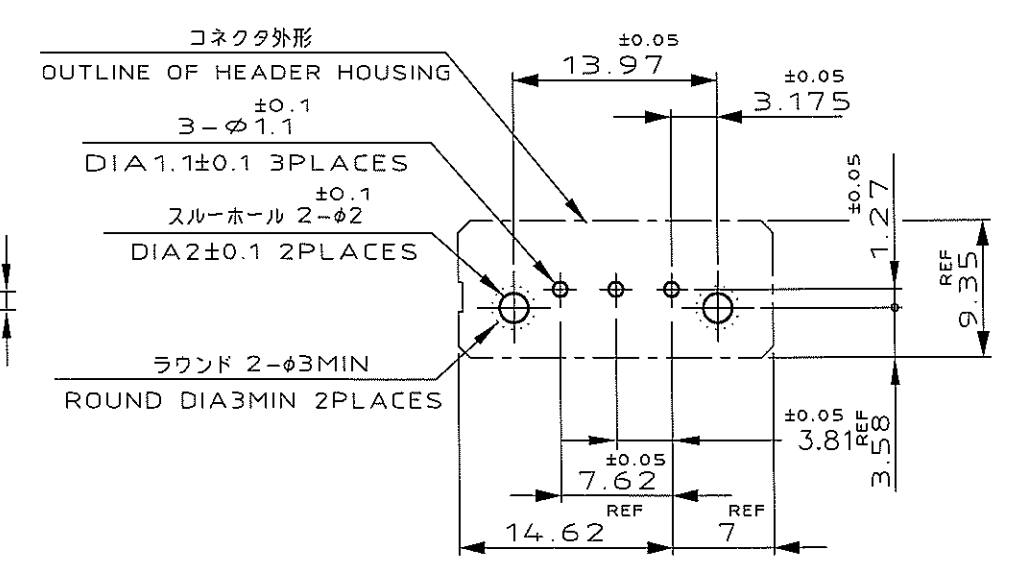 コネクタ外形
OUTLINE OF HEADER HOUSING
±0.1
3-φ1.1
DIA1.1±0.1 3PLACES
±0.1
スルーホール 2-φ2
DIA2±0.1 2PLACES
ラウンド 2-φ3MIN
ROUND DIA3MIN 2PLACES
±0.05
13.97
±0.05
3.175
±0.05
1.27
REF
9.35
REF
3.58
±0.05
3.81
±0.05
7.62
REF
14.62
REF
7